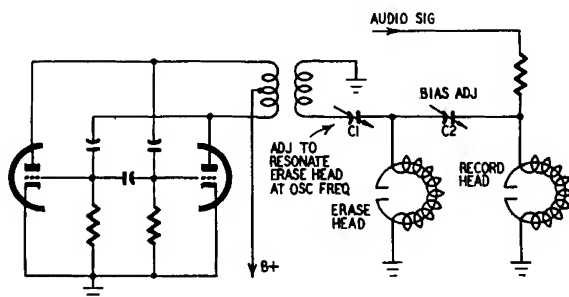 AUDIO SIG
BIAS ADJ
C1
C2
ADJ TO
RESONATE
ERASE HEAD
AT OSC FREQ
RECORD
HEAD
ERASE
HEAD
B+